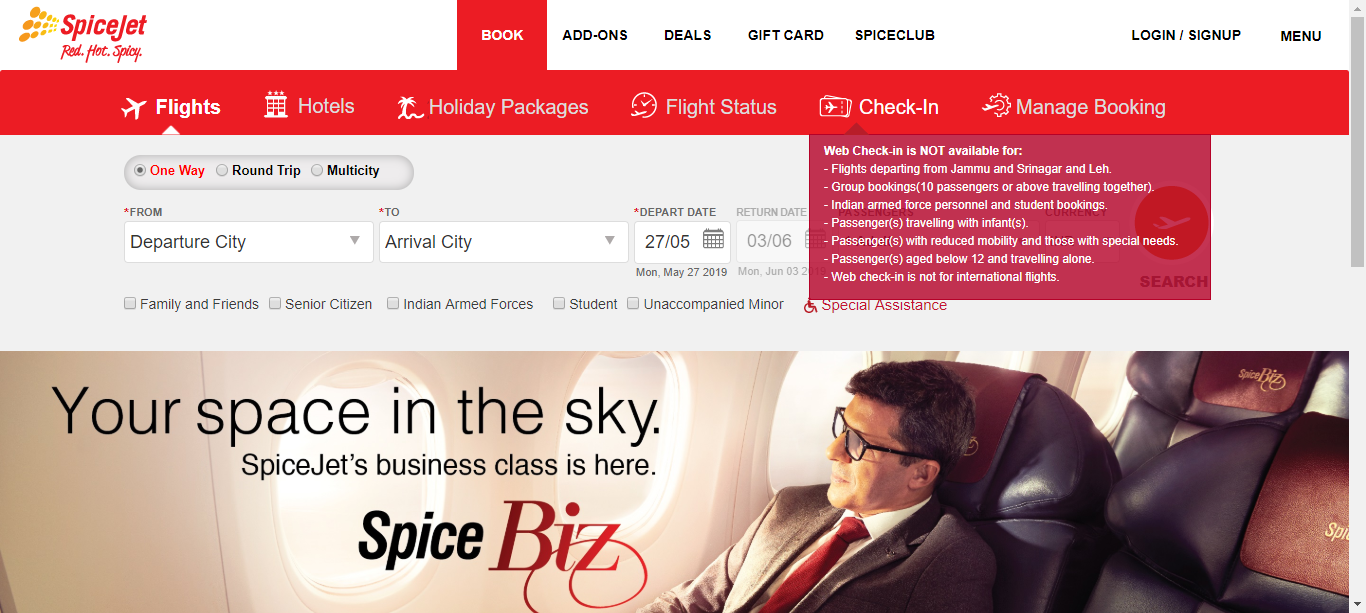 SpiceJet
Red. Hot. Spicy.
BOOK ADD-ONS DEALS GIFT CARD SPICECLUB LOGIN / SIGNUP MENU
Flights Hotels Holiday Packages Flight Status Check-In Manage Booking
Web Check-in is NOT available for:
- Flights departing from Jammu and Srinagar and Leh.
- Group bookings(10 passengers or above travelling together).
- Indian armed force personnel and student bookings.
- Passenger(s) travelling with infant(s).
- Passenger(s) with reduced mobility and those with special needs.
- Passenger(s) aged below 12 and travelling alone.
- Web check-in is not for international flights.
One Way Round Trip Multicity
*FROM *TO *DEPART DATE RETURN DATE PASSENGERS CURRENCY
Departure City Arrival City 27/05 03/06
Mon, May 27 2019 Mon, Jun 03 2019
SEARCH
Family and Friends Senior Citizen Indian Armed Forces Student Unaccompanied Minor Special Assistance
Your space in the sky.
SpiceJet's business class is here.
Spice Biz
Spice Biz